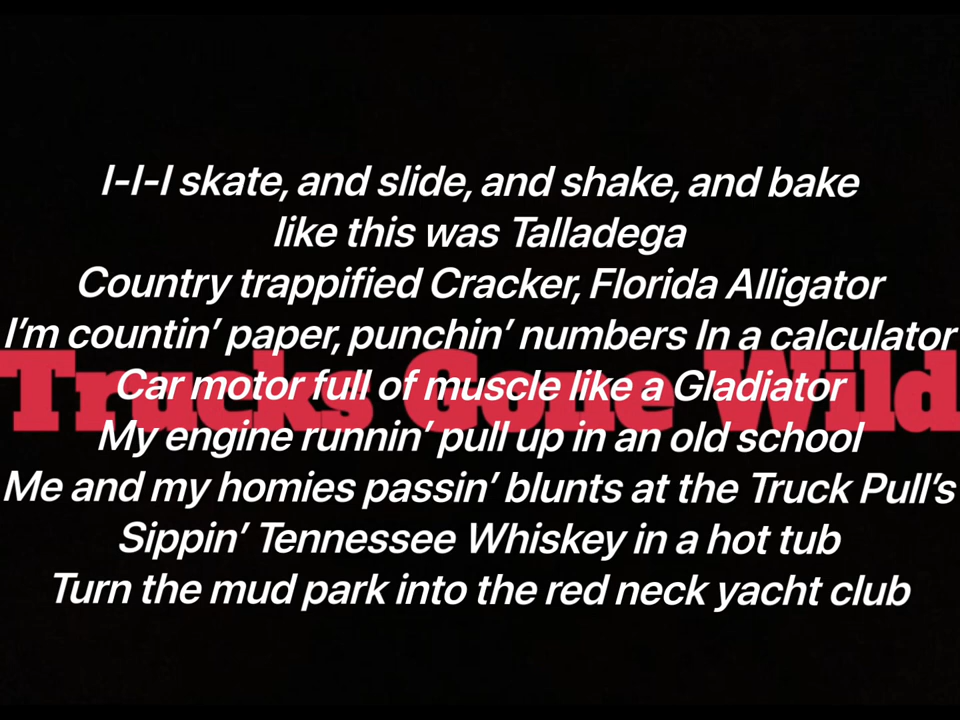 I-I-I skate, and slide, and shake, and bake
like this was Talladega
Country trappified Cracker, Florida Alligator
I'm countin' paper, punchin' numbers In a calculator
Trucks Gone Wild
Car motor full of muscle like a Gladiator
My engine runnin' pull up in an old school
Me and my homies passin' blunts at the Truck Pull's
Sippin' Tennessee Whiskey in a hot tub
Turn the mud park into the red neck yacht club